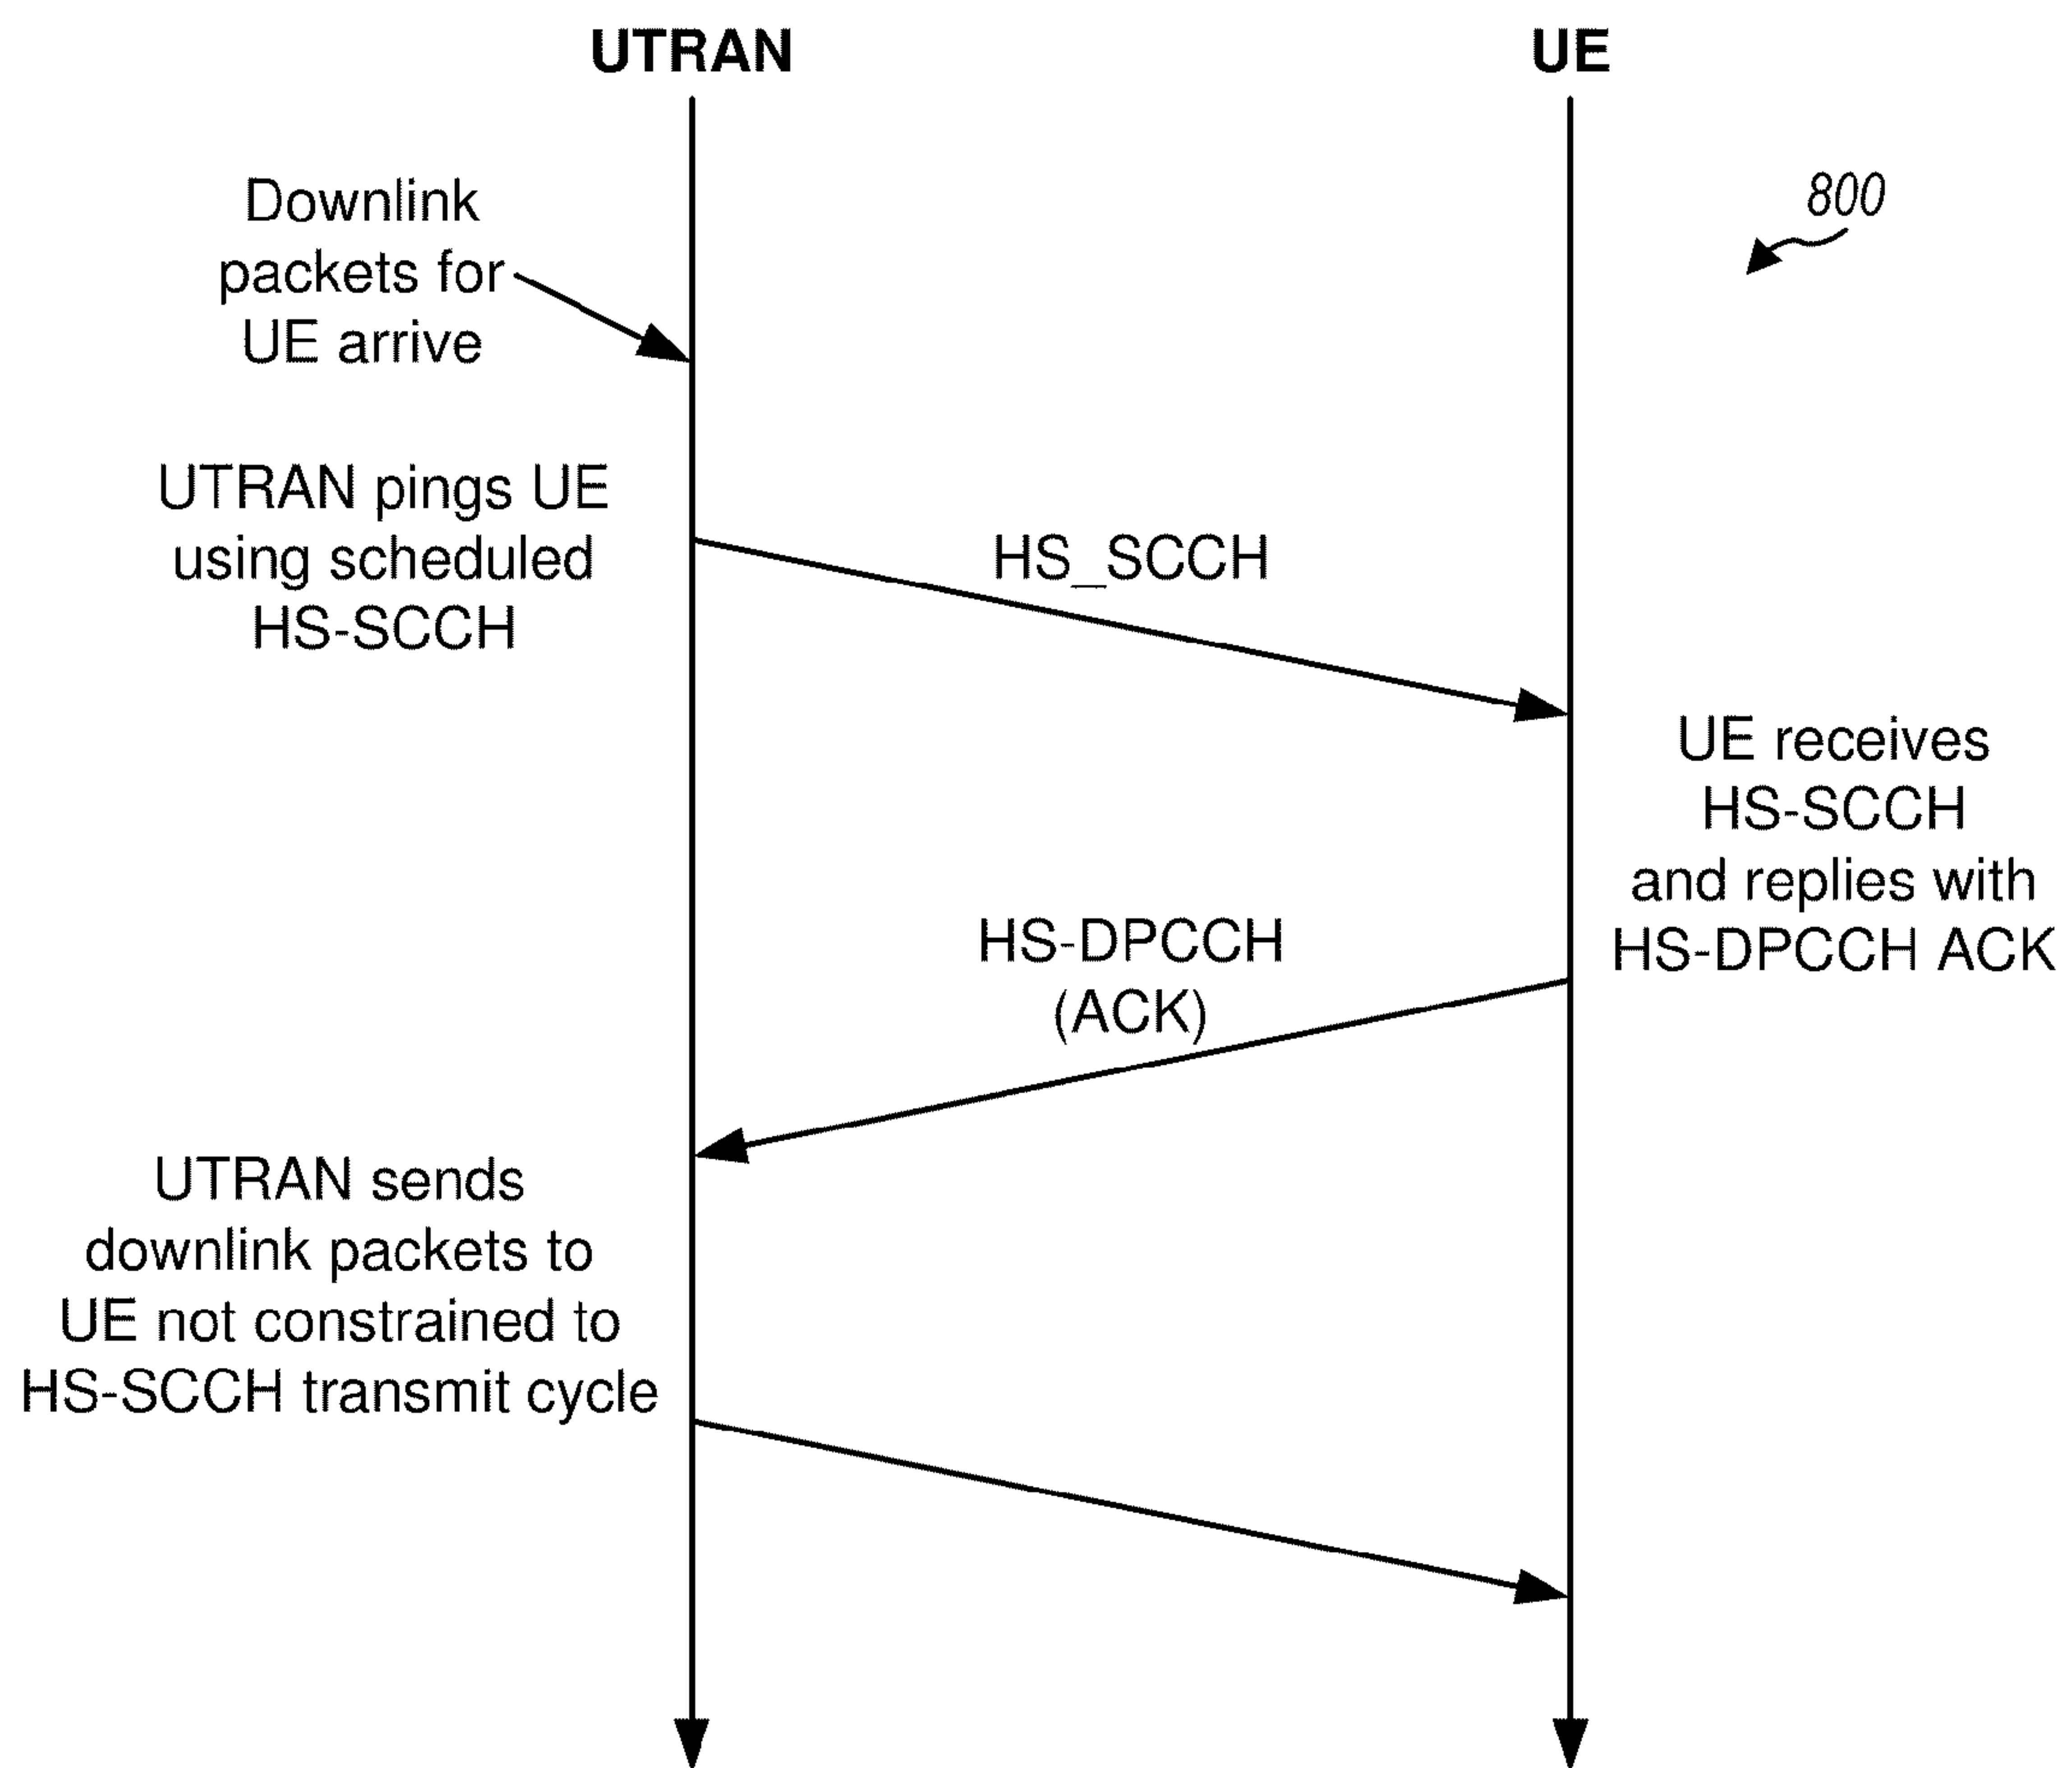 UTRAN
UE
800
Downlink
packets for
UE arrive
UTRAN pings UE
using scheduled
HS-SCCH
HS_SCCH
UE receives
HS-SCCH
and replies with
HS-DPCCH ACK
HS-DPCCH
(ACK)
UTRAN sends
downlink packets to
UE not constrained to
HS-SCCH transmit cycle